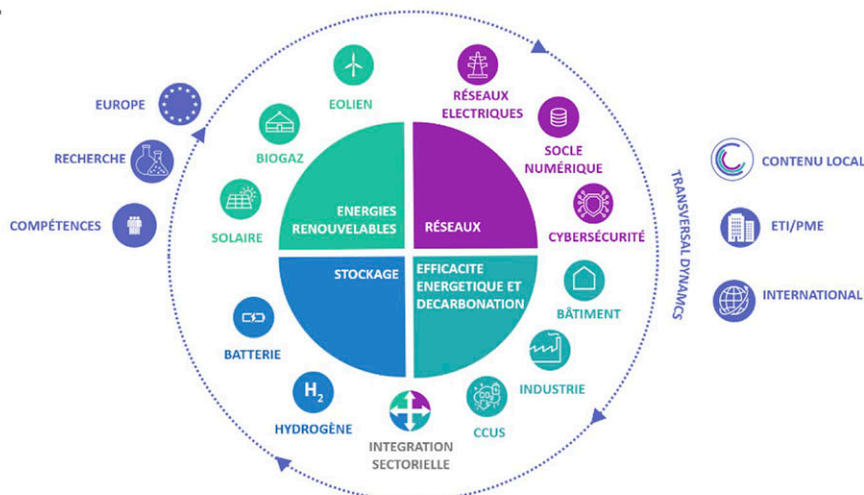 EUROPE
RECHERCHE
COMPÉTENCES
EOLIEN
BIOGAZ
SOLAIRE
ENERGIES
RENOUVELABLES
RÉSEAUX
ELECTRIQUES
SOCLE
NUMÉRIQUE
CYBERSÉCURITÉ
RÉSEAUX
STOCKAGE
BATTERIE
H2
HYDROGÈNE
EFFICACITE
ENERGETIQUE ET
DECARBONATION
BÂTIMENT
INDUSTRIE
CCUS
INTEGRATION
SECTORIELLE
TRANSVERSAL DYNAMCS
CONTENU LOCAL
ETI/PME
INTERNATIONAL